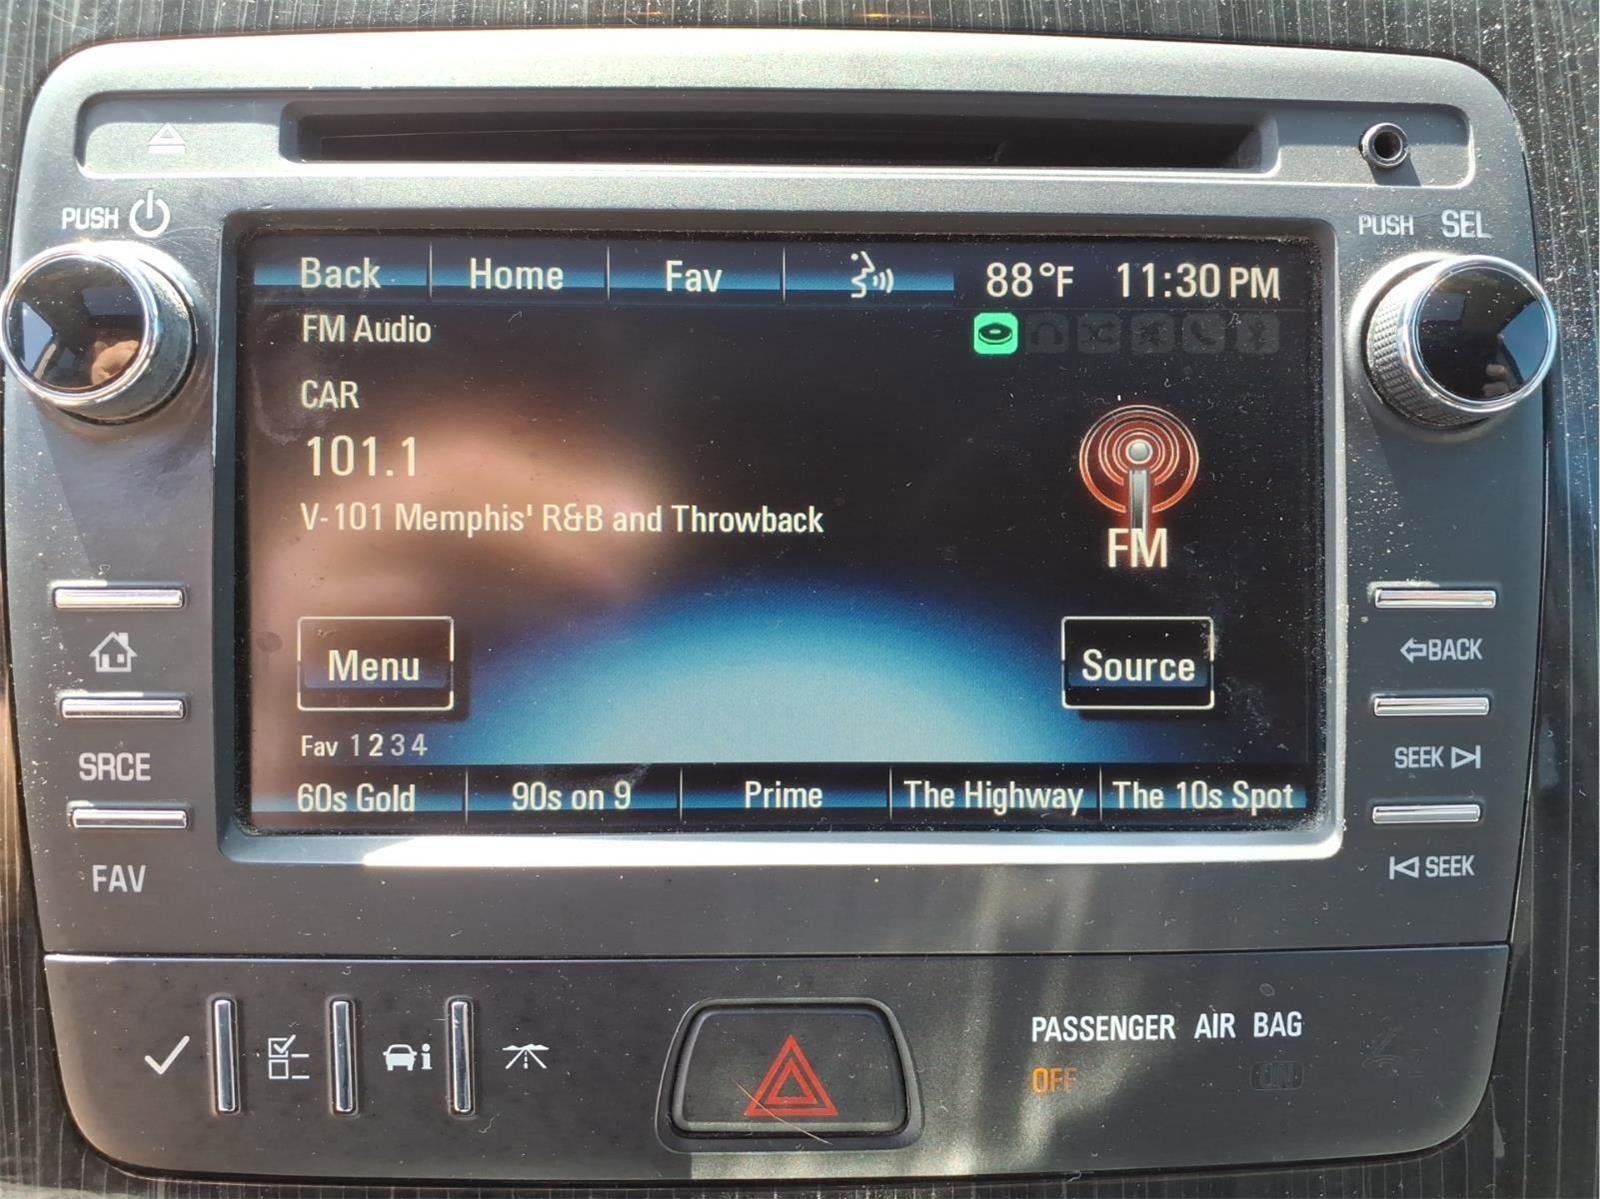 PUSH
PUSH SEL
Back Home Fav 88°F 11:30 PM
FM Audio
CAR
101.1
V-101 Memphis' R&B and Throwback
FM
Menu Source
BACK
Fav 1 2 3 4
SRCE
SEEK
60s Gold 90s on 9 Prime The Highway The 10s Spot
FAV
SEEK
PASSENGER AIR BAG
OFF ON